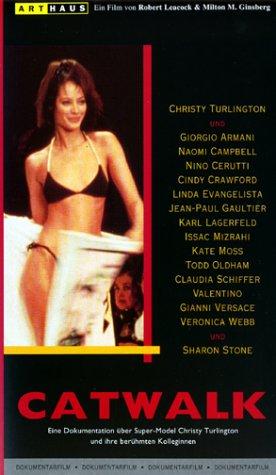 ARTHAUS Ein Film von Robert Leacock & Milton M. Ginsberg
CHRISTY TURLINGTON
UND
GIORGIO ARMANI
NAOMI CAMPBELL
NINO CERUTTI
CINDY CRAWFORD
LINDA EVANGELISTA
JEAN-PAUL GAULTIER
KARL LAGERFELD
ISSAC MIZRAHI
KATE MOSS
TODD OLDHAM
CLAUDIA SCHIFFER
VALENTINO
GIANNI VERSACE
VERONICA WEBB
UND
SHARON STONE
CATWALK
Eine Dokumentation über Super-Model Christy Turlington
und ihre berühmten Kolleginnen
DOKUMENTARFILM • DOKUMENTARFILM • DOKUMENTARFILM • DOKUMENTARFILM